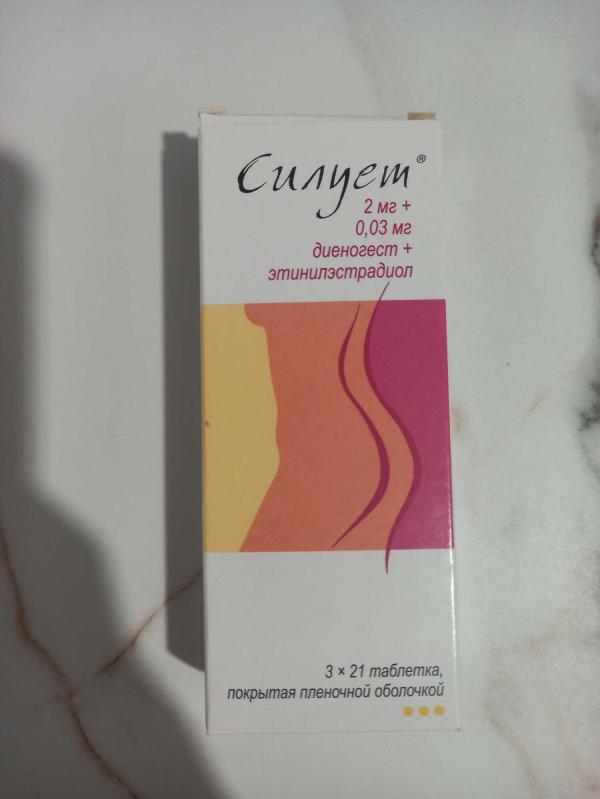 Силует®
2 мг +
0,03 мг
диеногест +
этинилэстрадиол
3 × 21 таблетка,
покрытая пленочной оболочкой